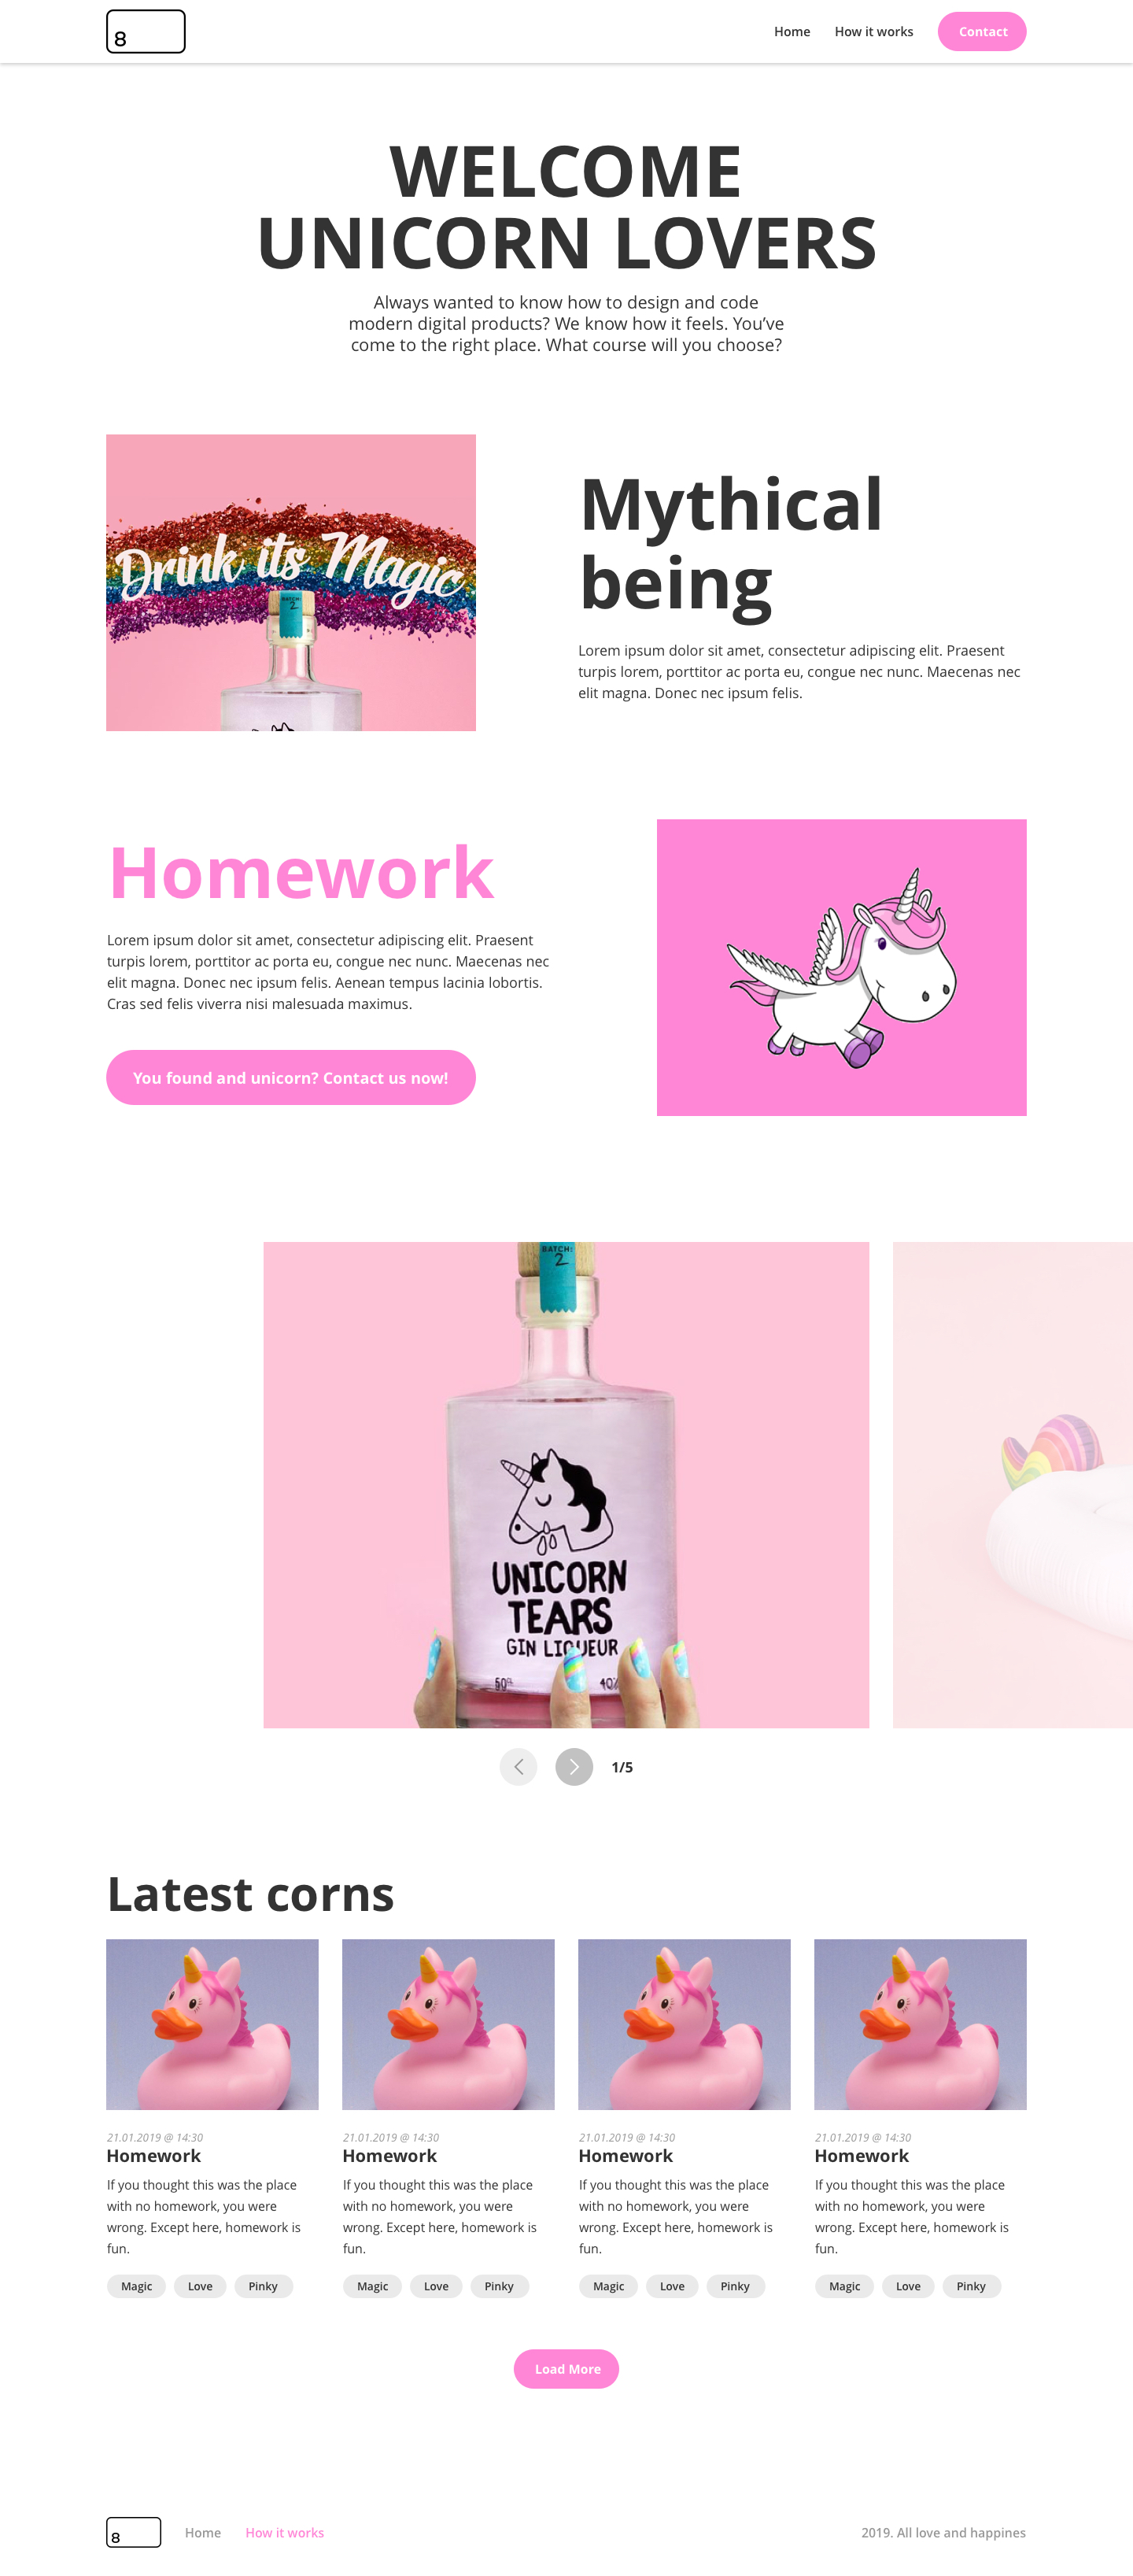 8
Home How it works Contact
WELCOME
UNICORN LOVERS
Always wanted to know how to design and code
modern digital products? We know how it feels. You’ve
come to the right place. What course will you choose?
Drink its Magic
BATCH:
2
Mythical
being
Lorem ipsum dolor sit amet, consectetur adipiscing elit. Praesent
turpis lorem, porttitor ac porta eu, congue nec nunc. Maecenas nec
elit magna. Donec nec ipsum felis.
Homework
Lorem ipsum dolor sit amet, consectetur adipiscing elit. Praesent
turpis lorem, porttitor ac porta eu, congue nec nunc. Maecenas nec
elit magna. Donec nec ipsum felis. Aenean tempus lacinia lobortis.
Cras sed felis viverra nisi malesuada maximus.
You found and unicorn? Contact us now!
BATCH:
2
UNICORN
TEARS
GIN LIQUEUR
1/5
Latest corns
21.01.2019 @ 14:30
Homework
If you thought this was the place
with no homework, you were
wrong. Except here, homework is
fun.
Magic Love Pinky
21.01.2019 @ 14:30
Homework
If you thought this was the place
with no homework, you were
wrong. Except here, homework is
fun.
Magic Love Pinky
21.01.2019 @ 14:30
Homework
If you thought this was the place
with no homework, you were
wrong. Except here, homework is
fun.
Magic Love Pinky
21.01.2019 @ 14:30
Homework
If you thought this was the place
with no homework, you were
wrong. Except here, homework is
fun.
Magic Love Pinky
Load More
8
Home How it works 2019. All love and happines